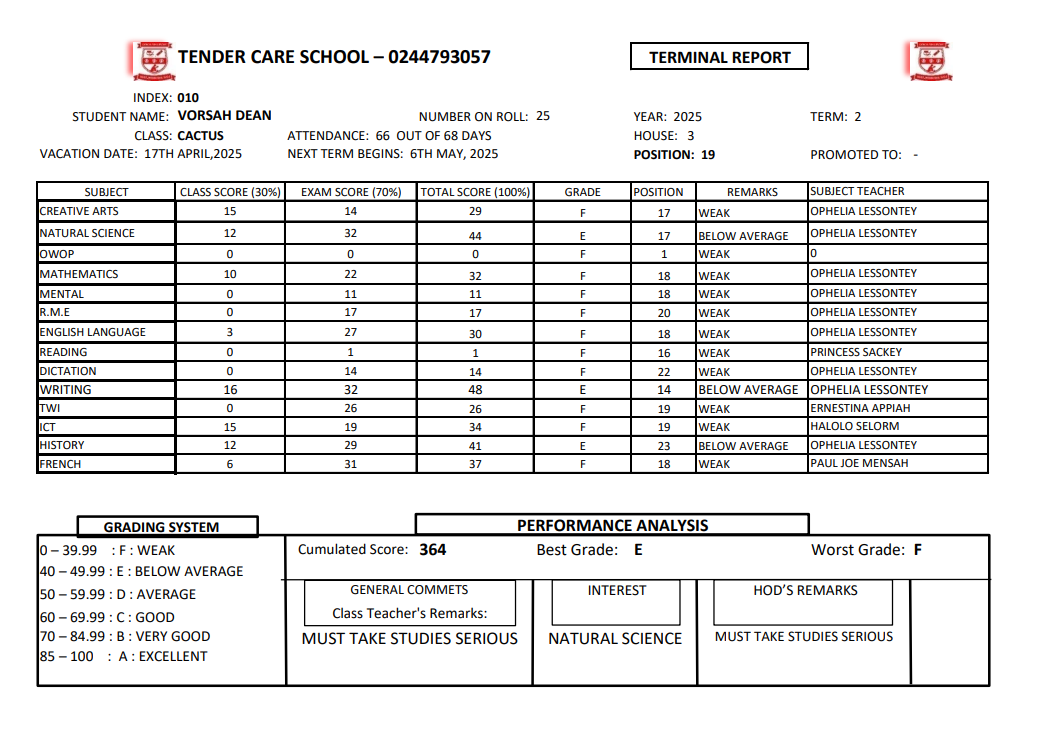 TENDER CARE SCHOOL – 0244793057
TERMINAL REPORT
INDEX: 010
STUDENT NAME: VORSAH DEAN NUMBER ON ROLL: 25 YEAR: 2025 TERM: 2
CLASS: CACTUS ATTENDANCE: 66 OUT OF 68 DAYS HOUSE: 3
VACATION DATE: 17TH APRIL,2025 NEXT TERM BEGINS: 6TH MAY, 2025 POSITION: 19 PROMOTED TO: -
SUBJECT CLASS SCORE (30%) EXAM SCORE (70%) TOTAL SCORE (100%) GRADE POSITION REMARKS SUBJECT TEACHER
CREATIVE ARTS 15 14 29 F 17 WEAK OPHELIA LESSONTEY
NATURAL SCIENCE 12 32 44 E 17 BELOW AVERAGE OPHELIA LESSONTEY
OWOP 0 0 0 F 1 WEAK 0
MATHEMATICS 10 22 32 F 18 WEAK OPHELIA LESSONTEY
MENTAL 0 11 11 F 18 WEAK OPHELIA LESSONTEY
R.M.E 0 17 17 F 20 WEAK OPHELIA LESSONTEY
ENGLISH LANGUAGE 3 27 30 F 18 WEAK OPHELIA LESSONTEY
READING 0 1 1 F 16 WEAK PRINCESS SACKEY
DICTATION 0 14 14 F 22 WEAK OPHELIA LESSONTEY
WRITING 16 32 48 E 14 BELOW AVERAGE OPHELIA LESSONTEY
TWI 0 26 26 F 19 WEAK ERNESTINA APPIAH
ICT 15 19 34 F 19 WEAK HALOLO SELORM
HISTORY 12 29 41 E 23 BELOW AVERAGE OPHELIA LESSONTEY
FRENCH 6 31 37 F 18 WEAK PAUL JOE MENSAH
GRADING SYSTEM
0 – 39.99 : F : WEAK
40 – 49.99 : E : BELOW AVERAGE
50 – 59.99 : D : AVERAGE
60 – 69.99 : C : GOOD
70 – 84.99 : B : VERY GOOD
85 – 100 : A : EXCELLENT
PERFORMANCE ANALYSIS
Cumulated Score: 364 Best Grade: E Worst Grade: F
GENERAL COMMETS
Class Teacher's Remarks:
MUST TAKE STUDIES SERIOUS
INTEREST
NATURAL SCIENCE
HOD’S REMARKS
MUST TAKE STUDIES SERIOUS